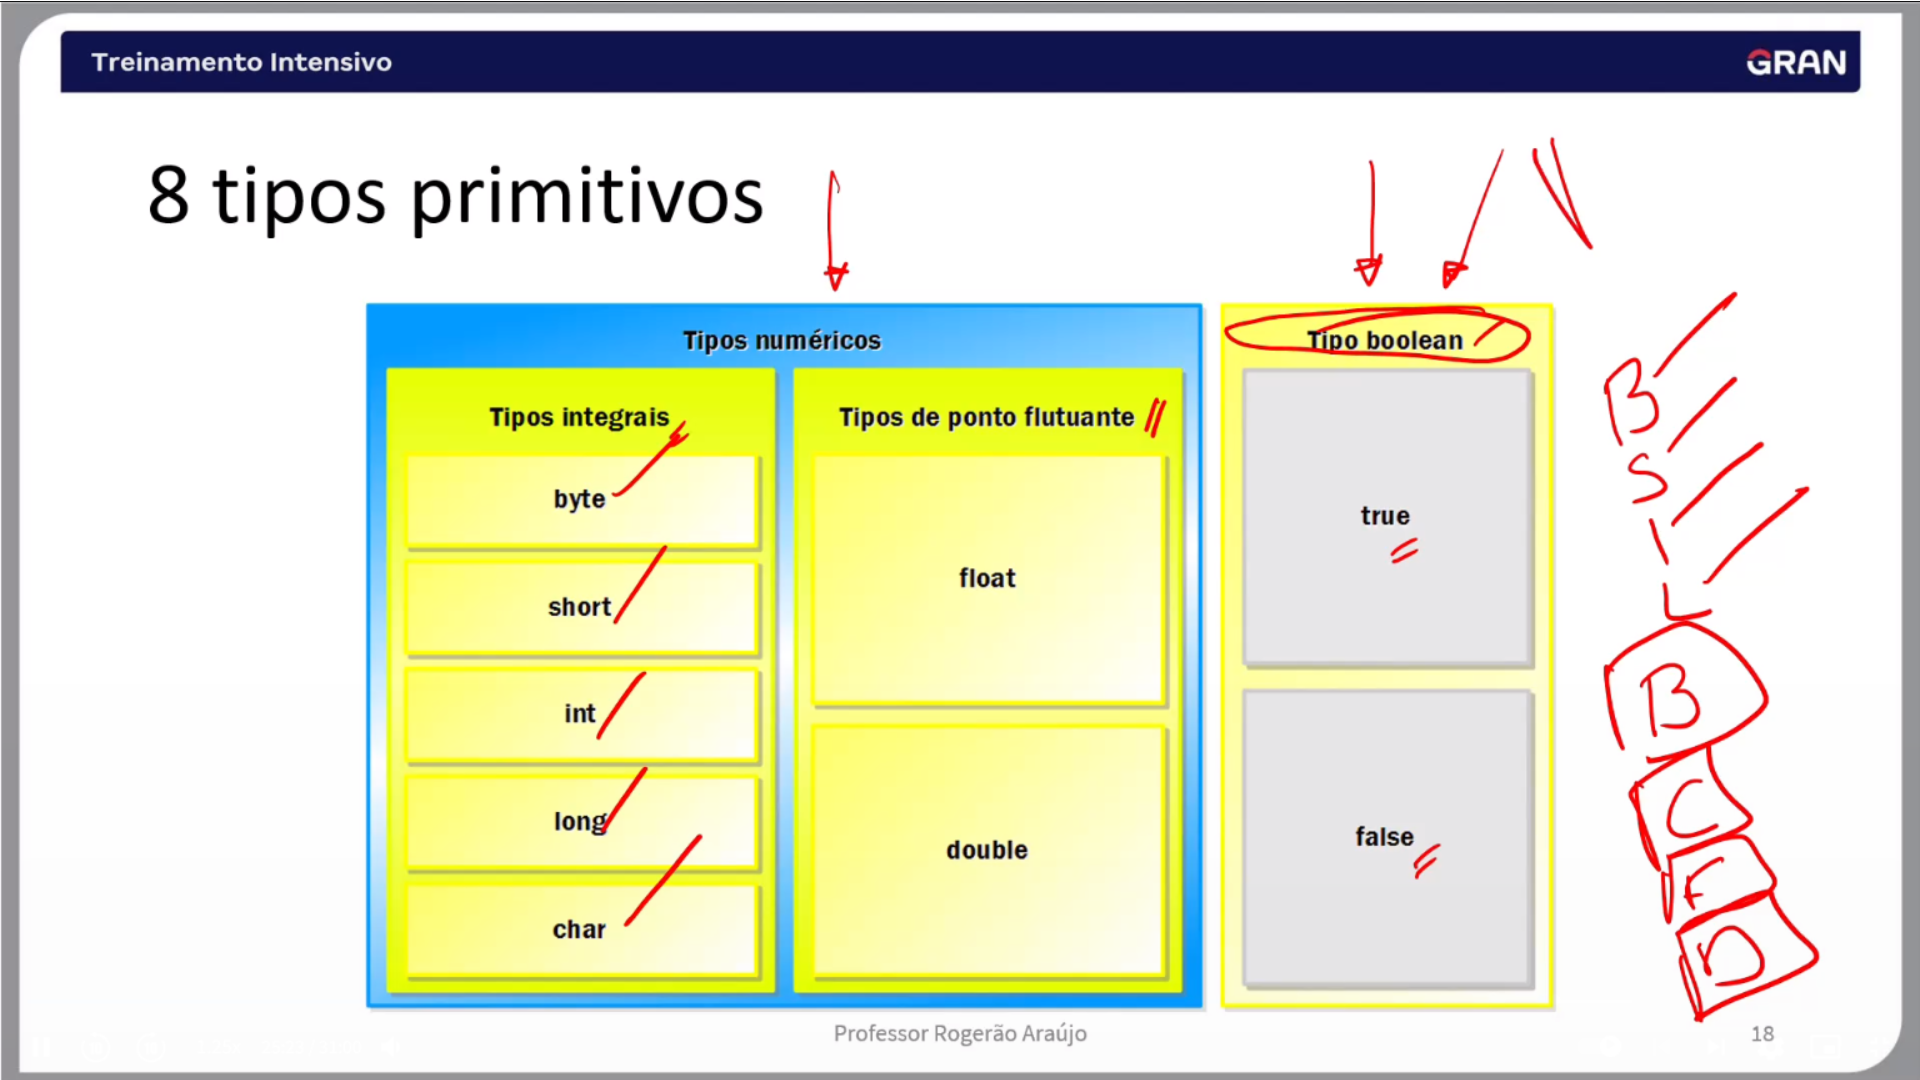 Treinamento Intensivo
GRAN
8 tipos primitivos
Tipos numéricos
Tipo boolean
Tipos integrais
Tipos de ponto flutuante
byte
short
int
long
char
float
double
true
false
B
S
I
L
B
C
F
D
Professor Rogerão Araújo
18